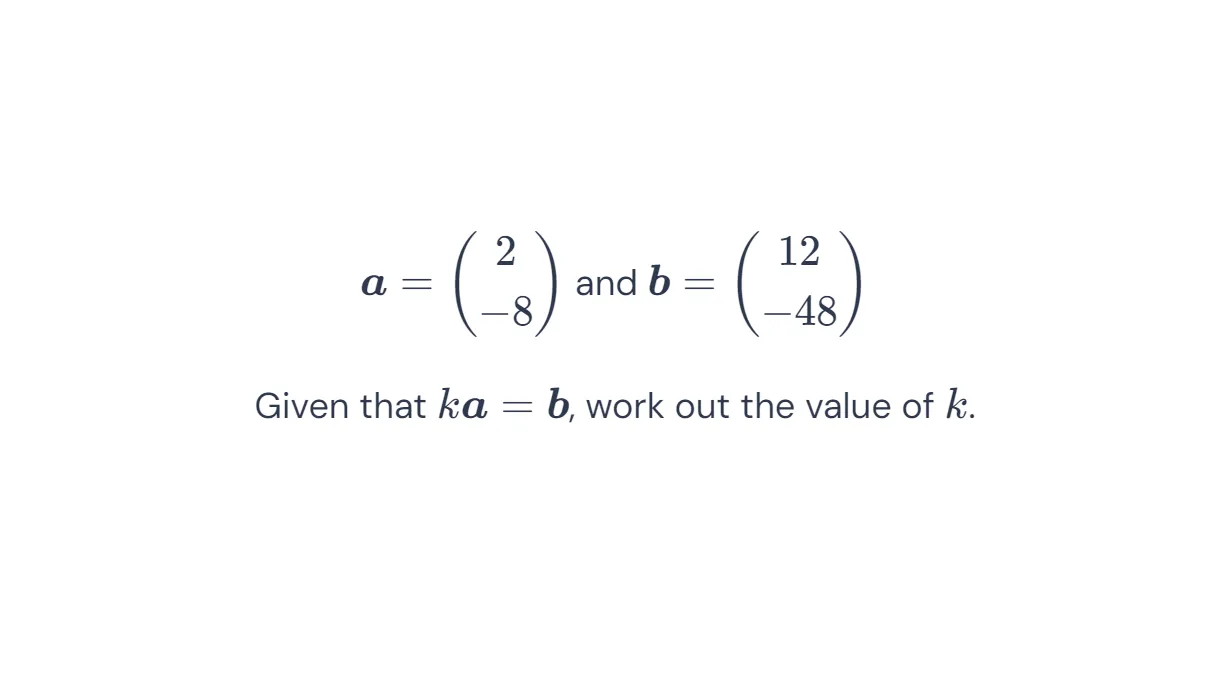 a = (2 −8) and b = (12 −48)
Given that ka = b, work out the value of k.